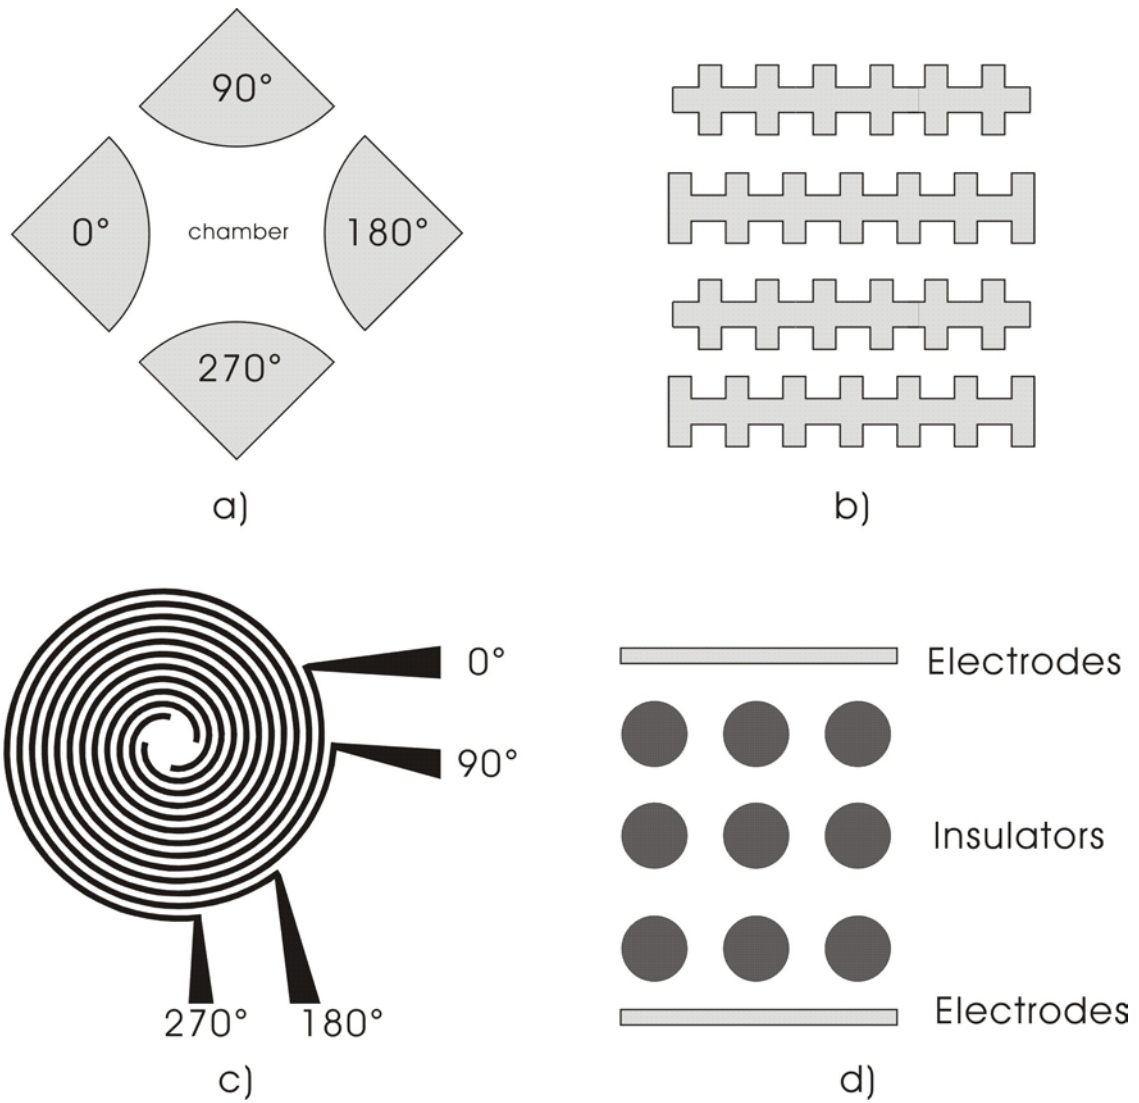 90°
0°
chamber
180°
270°
a)
b)
0°
90°
270°
180°
c)
Electrodes
Insulators
Electrodes
d)